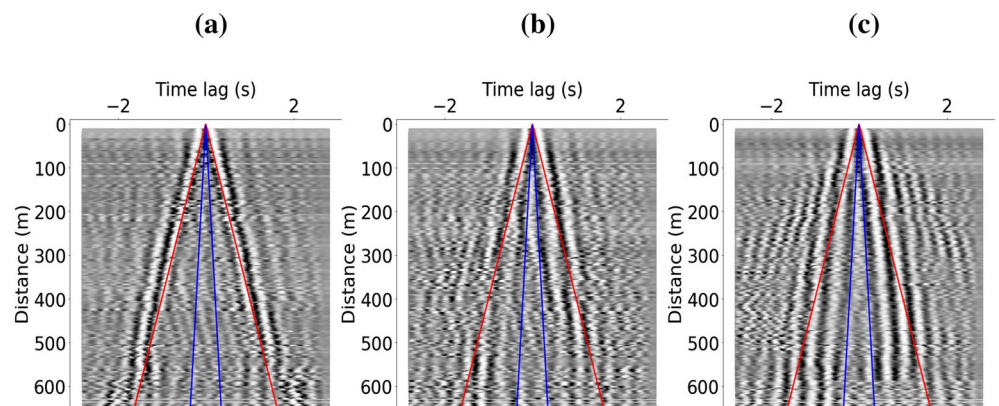 (a) (b) (c)
Time lag (s) Time lag (s) Time lag (s)
−2 2 −2 2 −2 2
0 0 0
100 100 100
200 200 200
300 300 300
400 400 400
500 500 500
600 600 600
Distance (m) Distance (m) Distance (m)